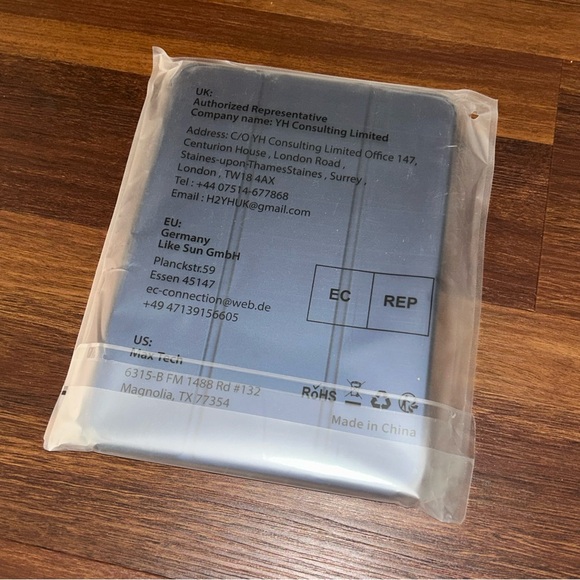 UK:
Authorized Representative
Company name: YH Consulting Limited
Address: C/O YH Consulting Limited Office 147,
Centurion House , London Road ,
Staines-upon-ThamesStaines , Surrey ,
London , TW18 4AX
Tel : +44 07514-677868
Email : H2YHUK@gmail.com
EU:
Germany
Like Sun GmbH
Planckstr.59
Essen 45147
ec-connection@web.de
+49 47139156605
EC REP
US:
Max Tech
6315-B FM 1488 Rd #132
Magnolia, TX 77354
RoHS
Made in China